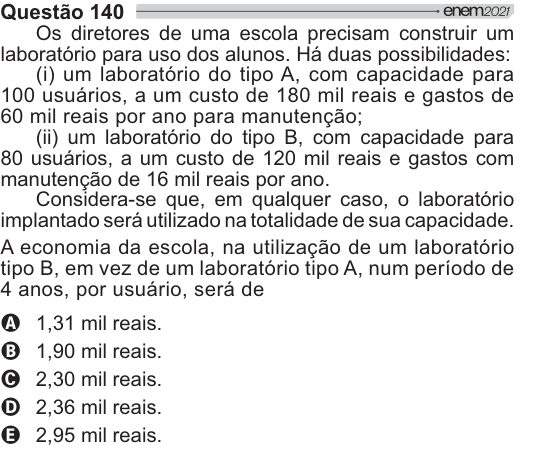 Questão 140 enem2021
Os diretores de uma escola precisam construir um
laboratório para uso dos alunos. Há duas possibilidades:
(i) um laboratório do tipo A, com capacidade para
100 usuários, a um custo de 180 mil reais e gastos de
60 mil reais por ano para manutenção;
(ii) um laboratório do tipo B, com capacidade para
80 usuários, a um custo de 120 mil reais e gastos com
manutenção de 16 mil reais por ano.
Considera-se que, em qualquer caso, o laboratório
implantado será utilizado na totalidade de sua capacidade.
A economia da escola, na utilização de um laboratório
tipo B, em vez de um laboratório tipo A, num período de
4 anos, por usuário, será de
A 1,31 mil reais.
B 1,90 mil reais.
C 2,30 mil reais.
D 2,36 mil reais.
E 2,95 mil reais.